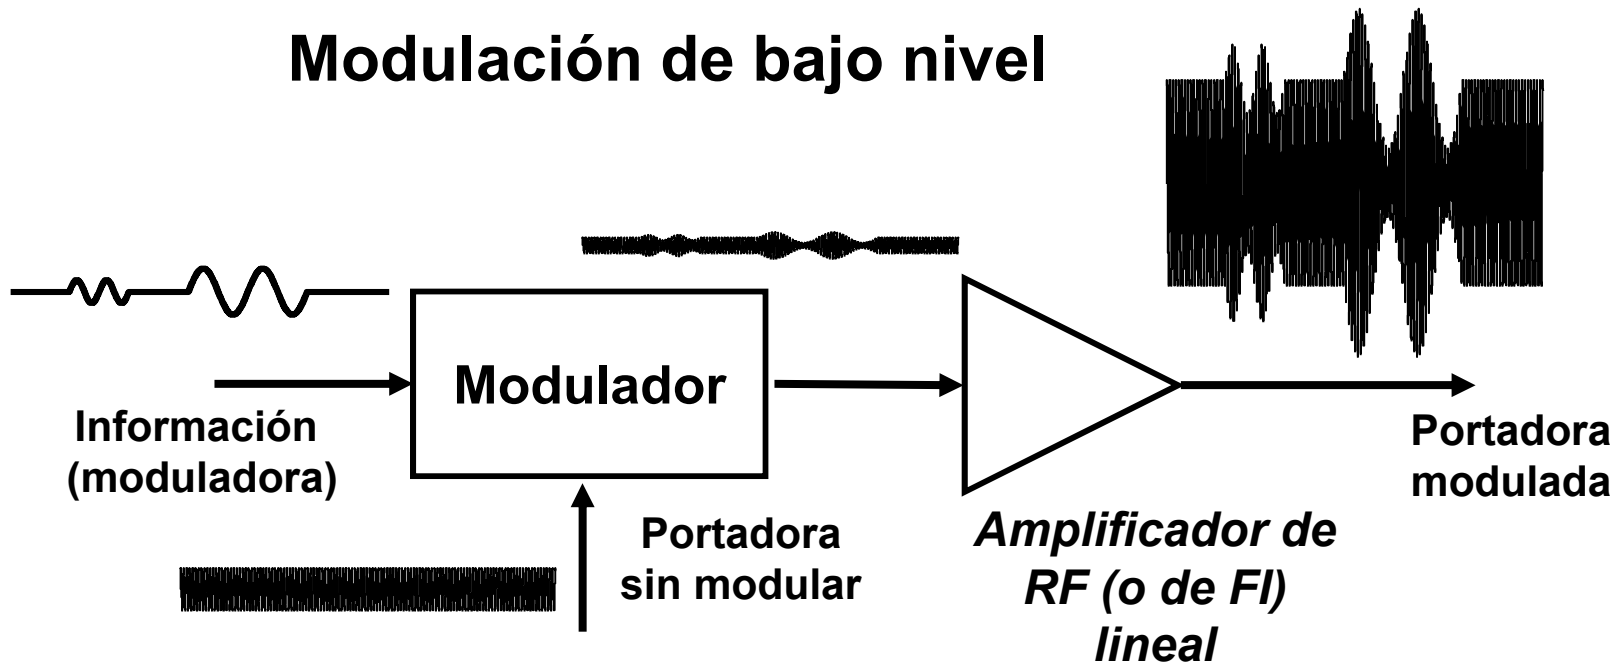 Modulación de bajo nivel
Modulador
Información
(moduladora)
Portadora
sin modular
Amplificador de
RF (o de FI)
lineal
Portadora
modulada